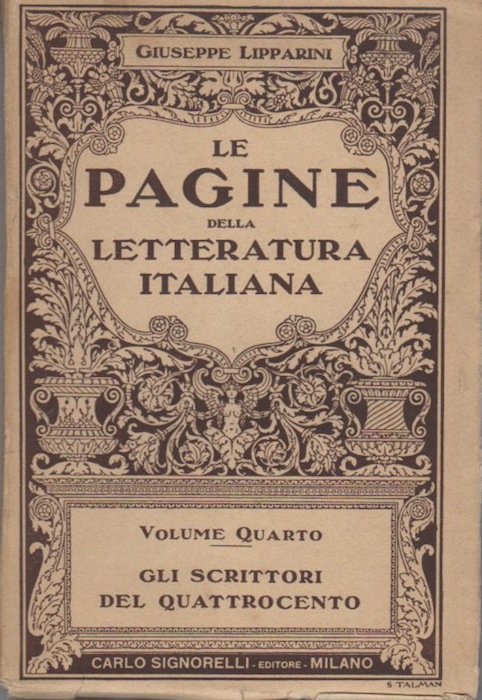 GIUSEPPE LIPPARINI
LE
PAGINE
DELLA
LETTERATURA
ITALIANA
VOLUME QUARTO
GLI SCRITTORI
DEL QUATTROCENTO
CARLO SIGNORELLI - EDITORE - MILANO
S. TALMAN